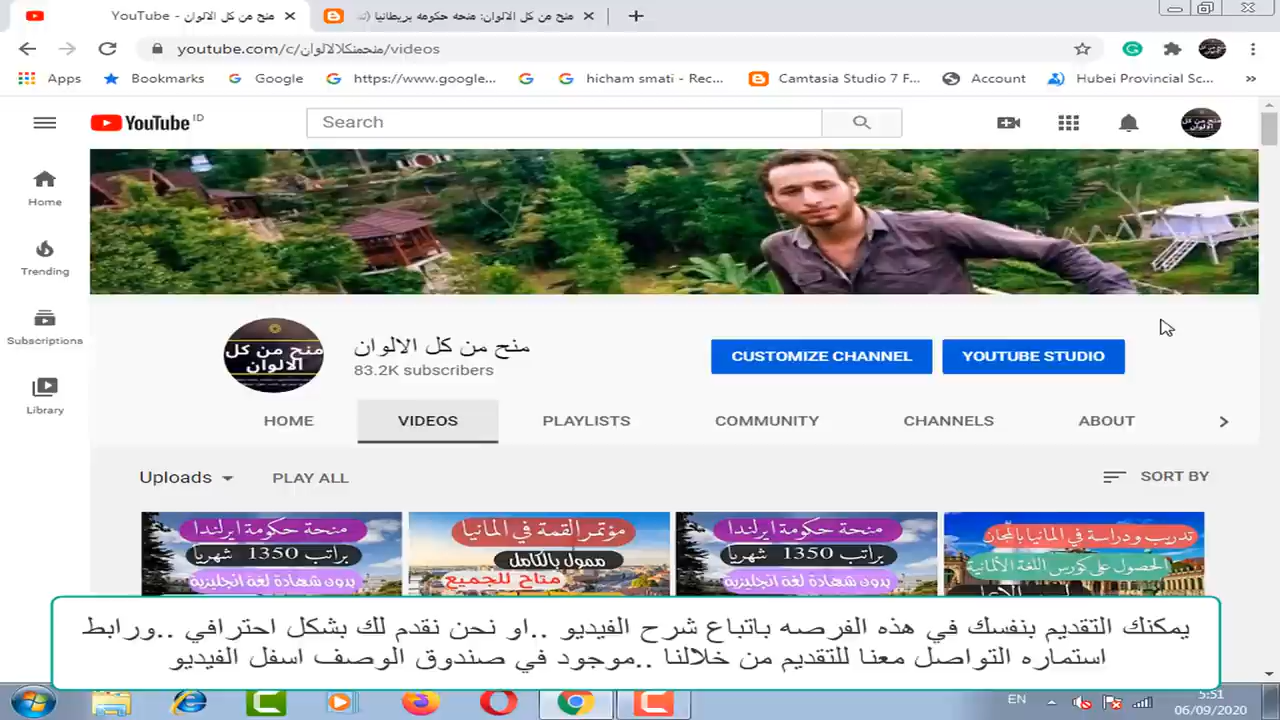 منح من كل الالوان - YouTube
منح من كل الالوان: منحه حكومه بريطانيا (تش
youtube.com/c/منحمنكلالالوان/videos
Apps
Bookmarks
Google
https://www.google...
hicham smati - Rec...
Camtasia Studio 7 F...
Account
Hubei Provincial Sc...
»
YouTube ID
Search
Home
Trending
Subscriptions
Library
منح من كل
الالوان
منح من كل الالوان
83.2K subscribers
CUSTOMIZE CHANNEL
YOUTUBE STUDIO
HOME
VIDEOS
PLAYLISTS
COMMUNITY
CHANNELS
ABOUT
Uploads
PLAY ALL
SORT BY
منحة حكومة ايرلندا
براتب 1350 شهرياً
بدون شهادة لغة انجليزية
مؤتمر القمة في المانيا
ممول بالكامل
متاح للجميع
منحة حكومة ايرلندا
براتب 1350 شهرياً
بدون شهادة لغة انجليزية
تدريب ودراسة في المانيا بالمجان
الحصول على كورس اللغة الالمانية
يمكنك التقديم بنفسك في هذه الفرصه باتباع شرح الفيديو ..او نحن نقدم لك بشكل احترافي ..ورابط
استماره التواصل معنا للتقديم من خلالنا ..موجود في صندوق الوصف اسفل الفيديو
EN
5:51
06/09/2020